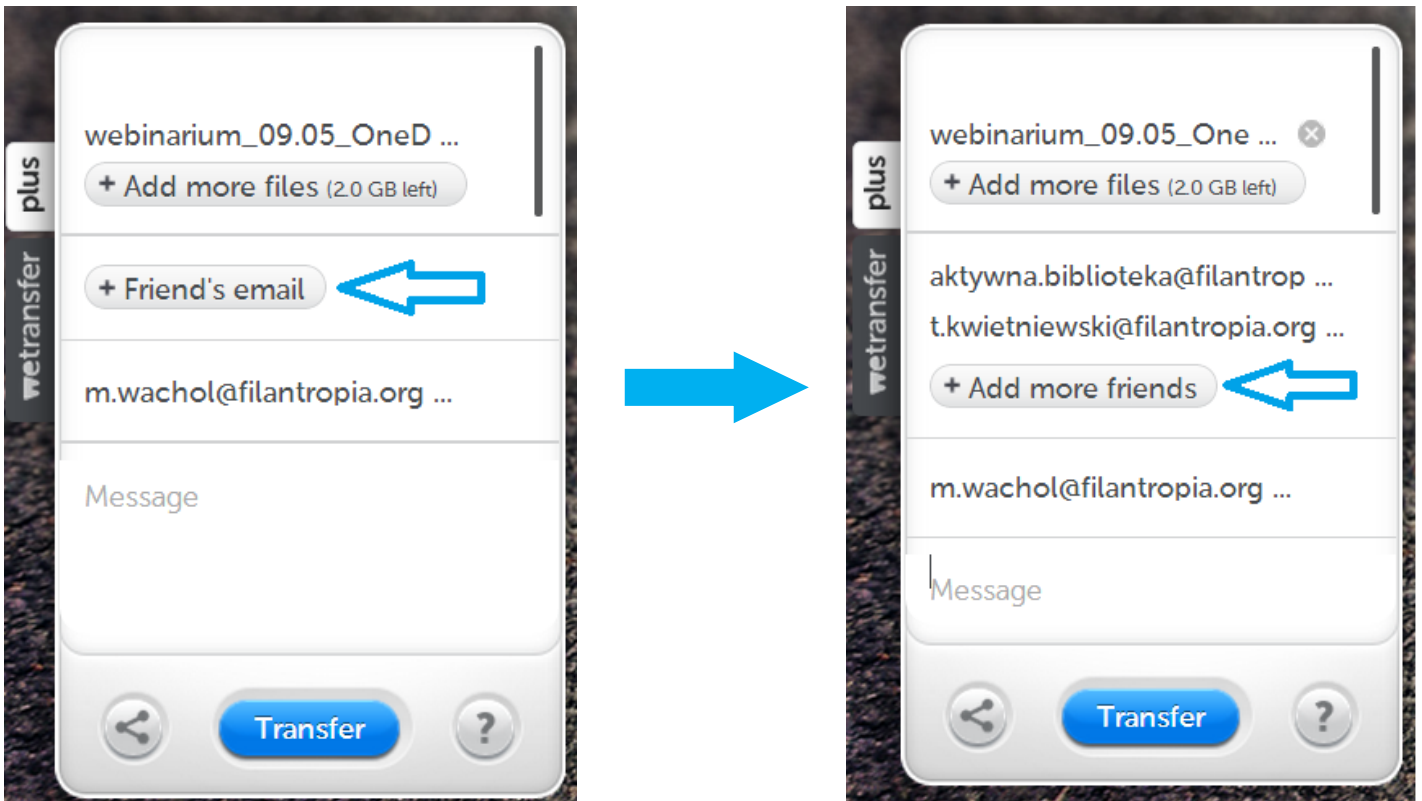 plus
wetransfer
webinarium_09.05_OneD ...
+ Add more files (2.0 GB left)
+ Friend's email
m.wachol@filantropia.org ...
Message
Transfer
?
plus
wetransfer
webinarium_09.05_One ...
+ Add more files (2.0 GB left)
aktywna.biblioteka@filantrop ...
t.kwietniewski@filantropia.org ...
+ Add more friends
m.wachol@filantropia.org ...
Message
Transfer
?